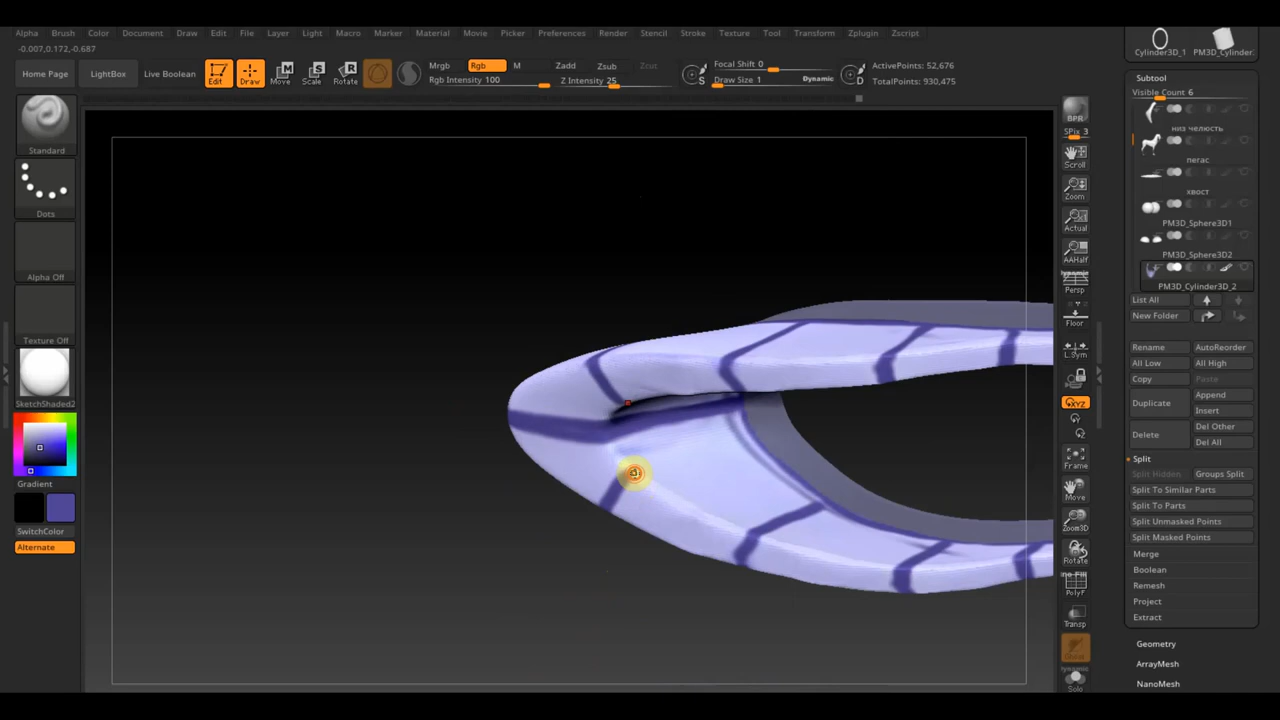 Alpha Brush Color Document Draw Edit File Layer Light Macro Marker Material Movie Picker Preferences Render Stencil Stroke Texture Tool Transform Zplugin Zscript
-0.007,0.172,-0.687
Home Page LightBox Live Boolean Edit Draw Move Scale Rotate
Mrgb Rgb M Zadd Zsub Zcut
Rgb Intensity 100 Z Intensity 25
Focal Shift 0
Draw Size 1 Dynamic
S D
ActivePoints: 52,676
TotalPoints: 930,475
Standard
Dots
Alpha Off
Texture Off
SketchShaded2
Gradient
SwitchColor
Alternate
BPR
SPix 3
Scroll
Zoom
Actual
AAHalf
Dynamic
Persp
Floor
L.Sym
XYZ
Frame
Move
Zoom3D
Rotate
PolyF
Transp
Solo
Cylinder3D_1 PM3D_Cylinder
Subtool
Visible Count 6
низ челюсть
пегас
хвост
PM3D_Sphere3D1
PM3D_Sphere3D2
PM3D_Cylinder3D_2
List All
New Folder
Rename AutoReorder
All Low All High
Copy Paste
Duplicate Append
Insert
Delete Del Other
Del All
Split
Split Hidden Groups Split
Split To Similar Parts
Split To Parts
Split Unmasked Points
Split Masked Points
Merge
Boolean
Remesh
Project
Extract
Geometry
ArrayMesh
NanoMesh